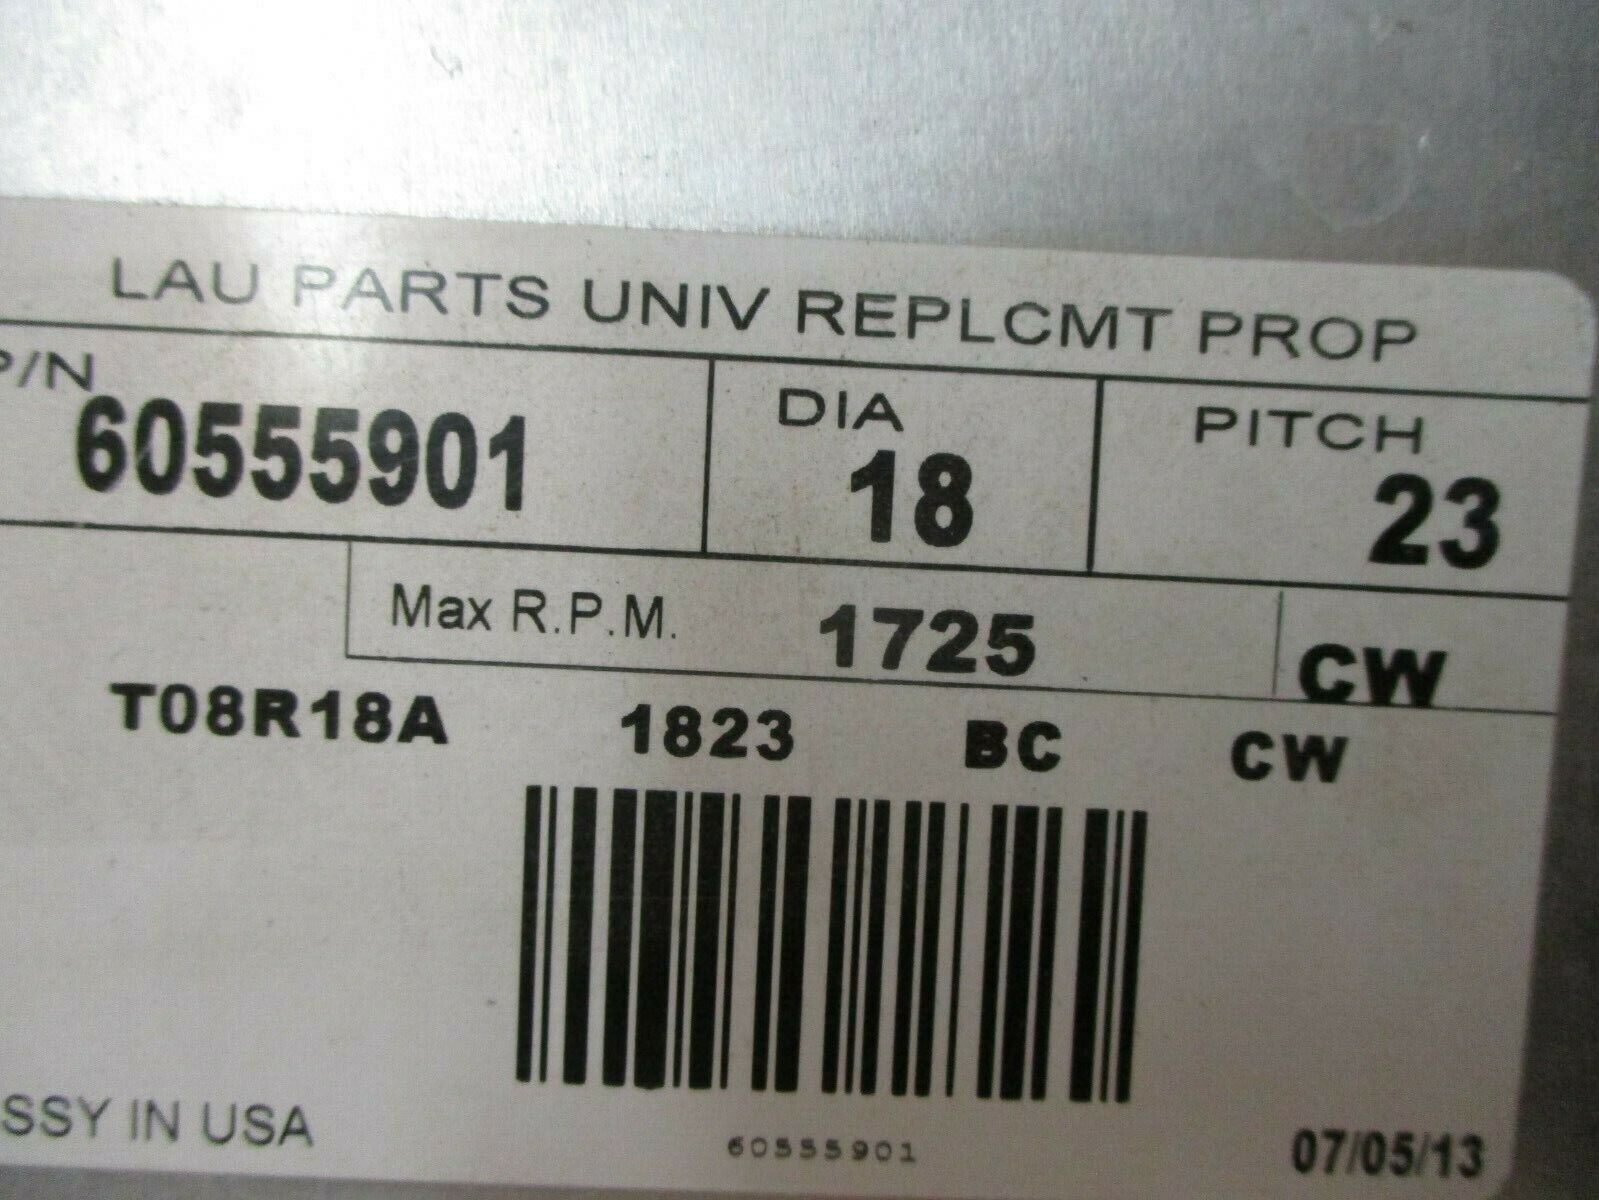 LAU PARTS UNIV REPLCMT PROP
P/N DIA PITCH
60555901 18 23
Max R.P.M. 1725 CW
T08R18A 1823 BC CW
60555901
SSY IN USA 07/05/13